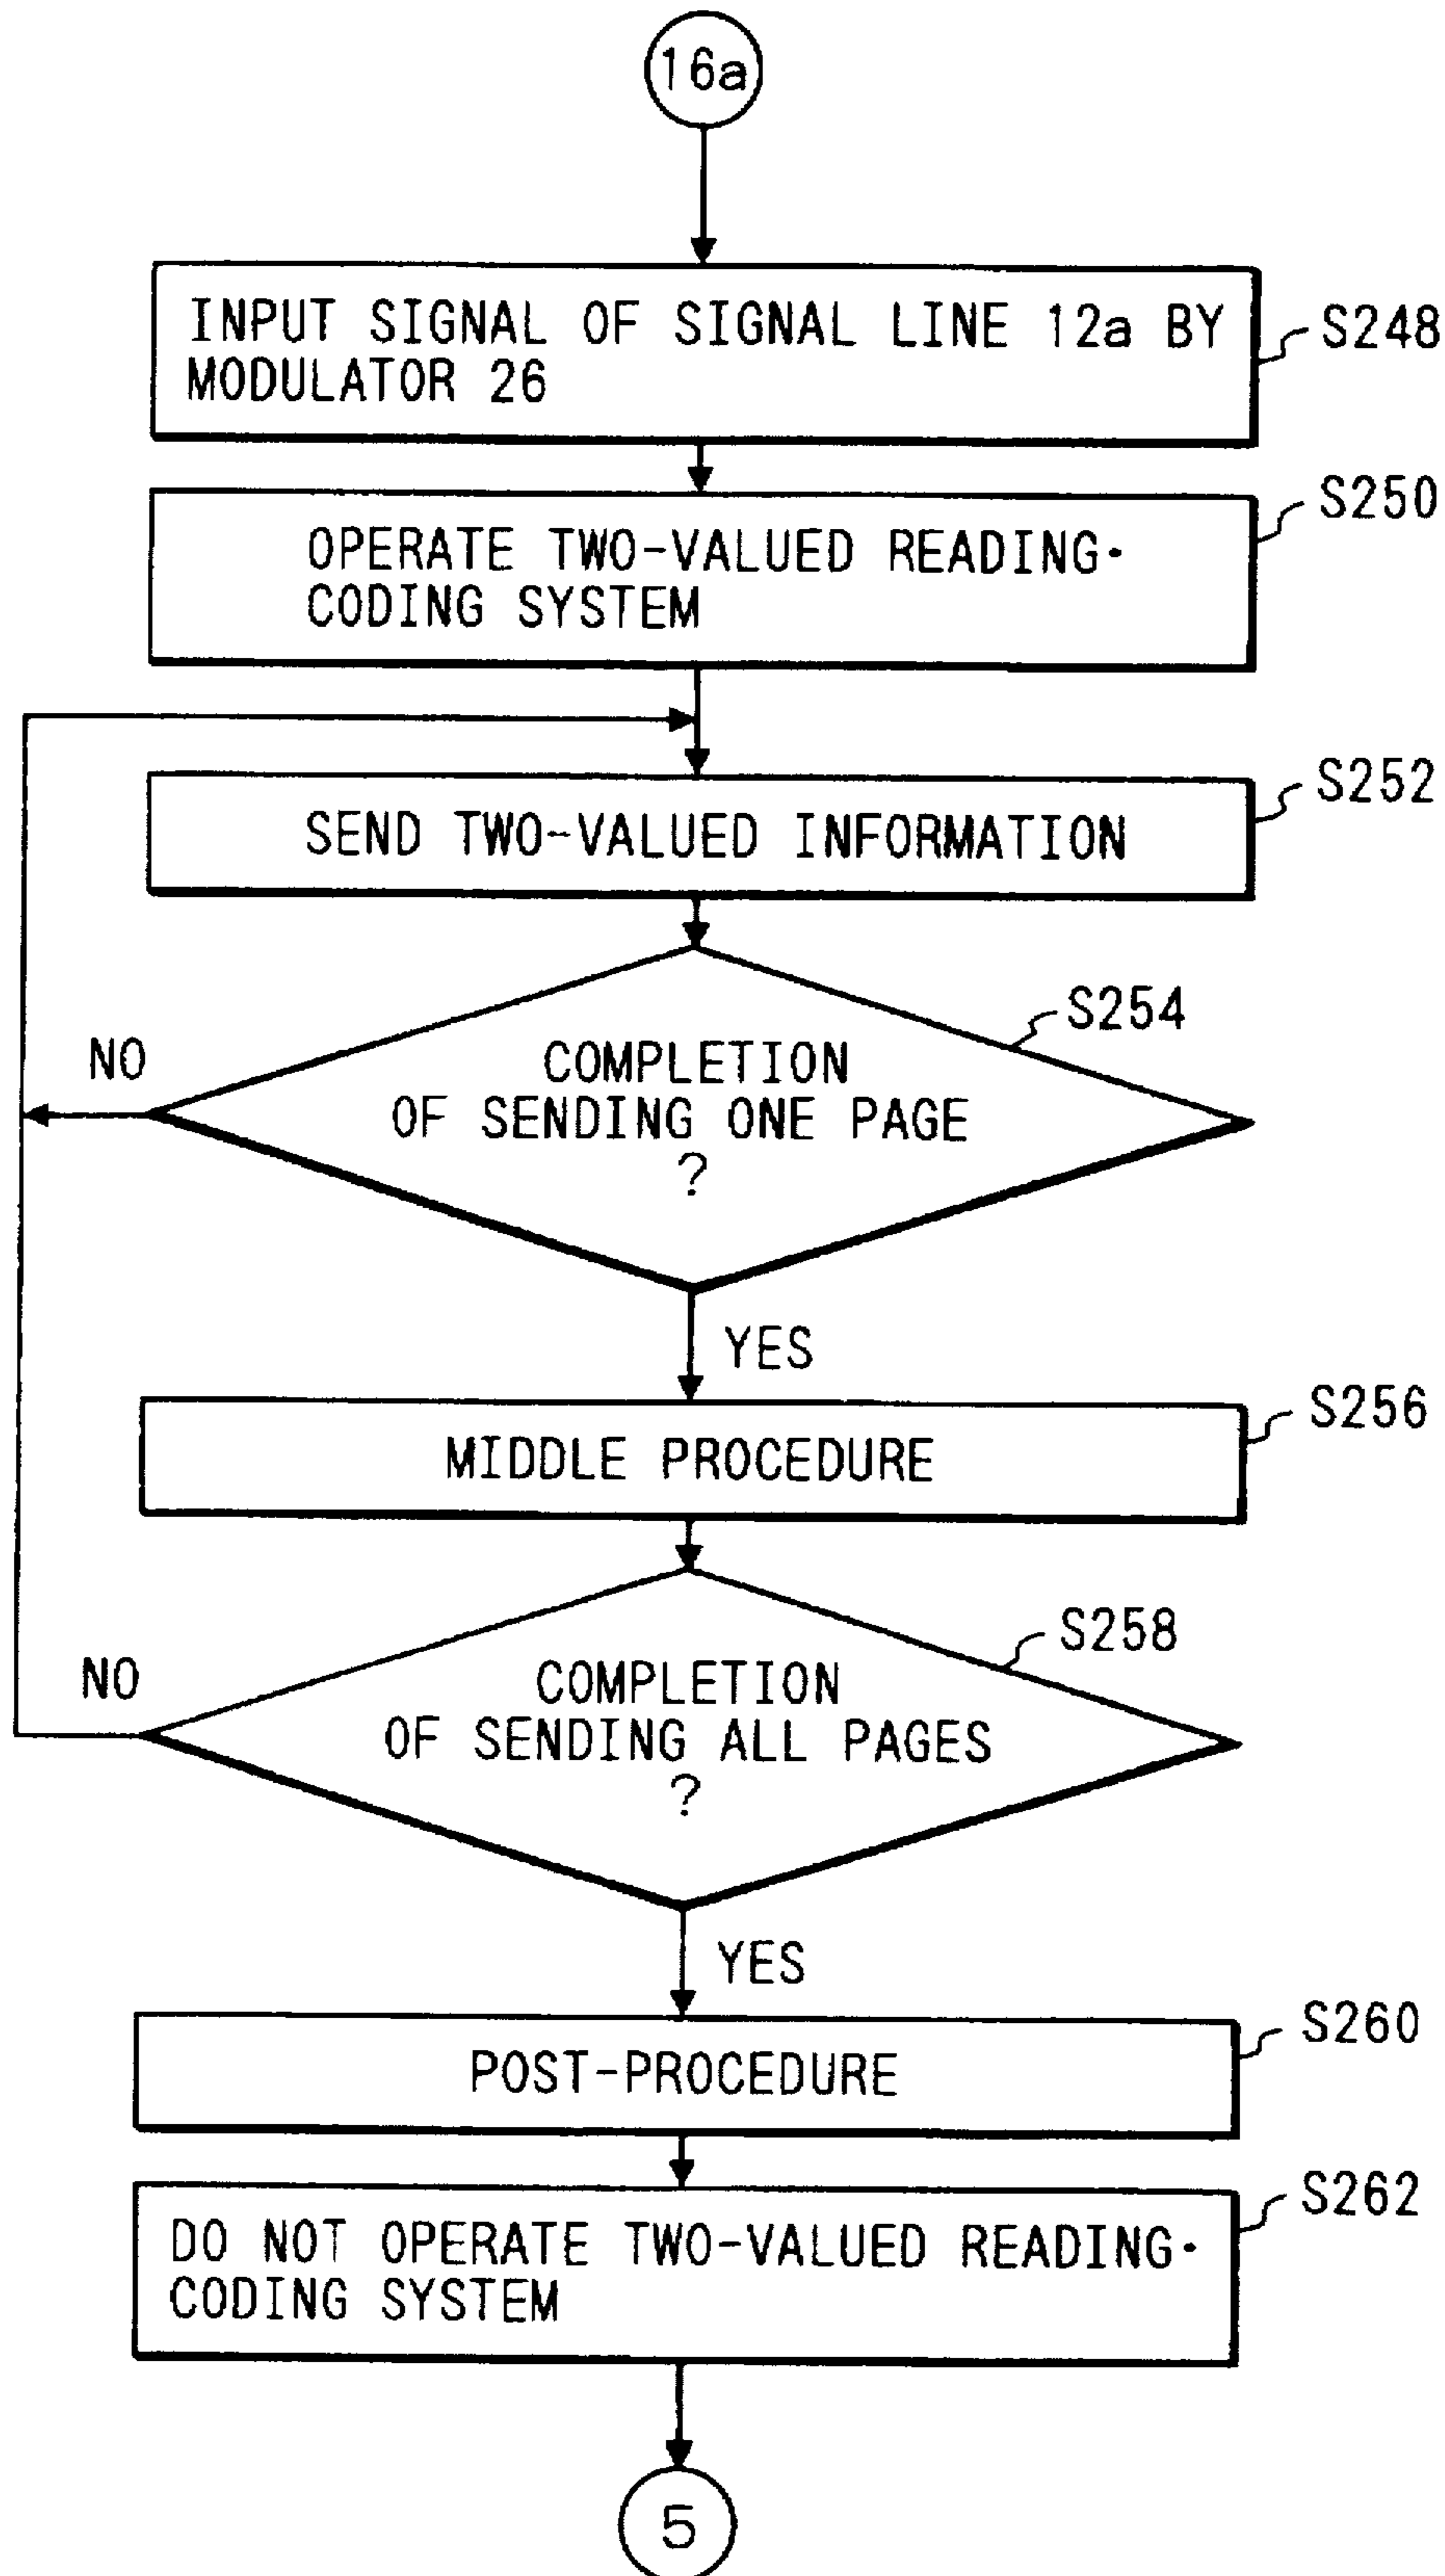 16a
INPUT SIGNAL OF SIGNAL LINE 12a BY
MODULATOR 26
S248
S250
OPERATE TWO-VALUED READING·
CODING SYSTEM
S252
SEND TWO-VALUED INFORMATION
S254
NO
COMPLETION
OF SENDING ONE PAGE
?
YES
S256
MIDDLE PROCEDURE
S258
NO
COMPLETION
OF SENDING ALL PAGES
?
YES
S260
POST-PROCEDURE
S262
DO NOT OPERATE TWO-VALUED READING·
CODING SYSTEM
5